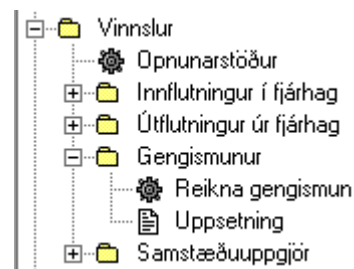 Vinnslur
Opnunarstöður
Innflutningur í fjárhag
Útflutningur úr fjárhag
Gengismunur
Reikna gengismun
Uppsetning
Samstæðuuppgjör